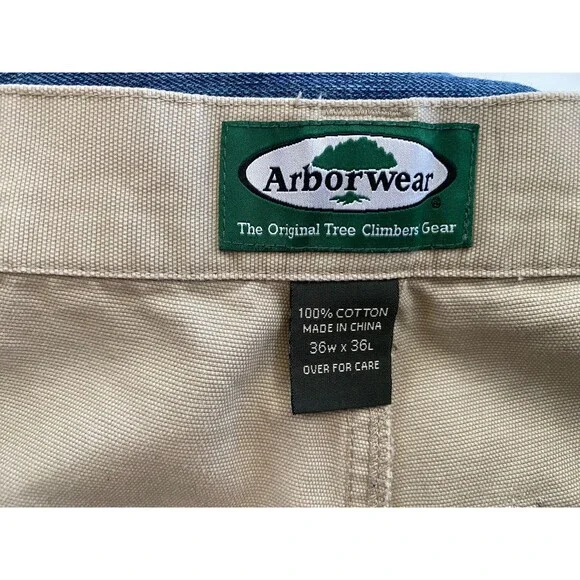 Arborwear®
The Original Tree Climbers Gear
100% COTTON
MADE IN CHINA
36W X 36L
OVER FOR CARE